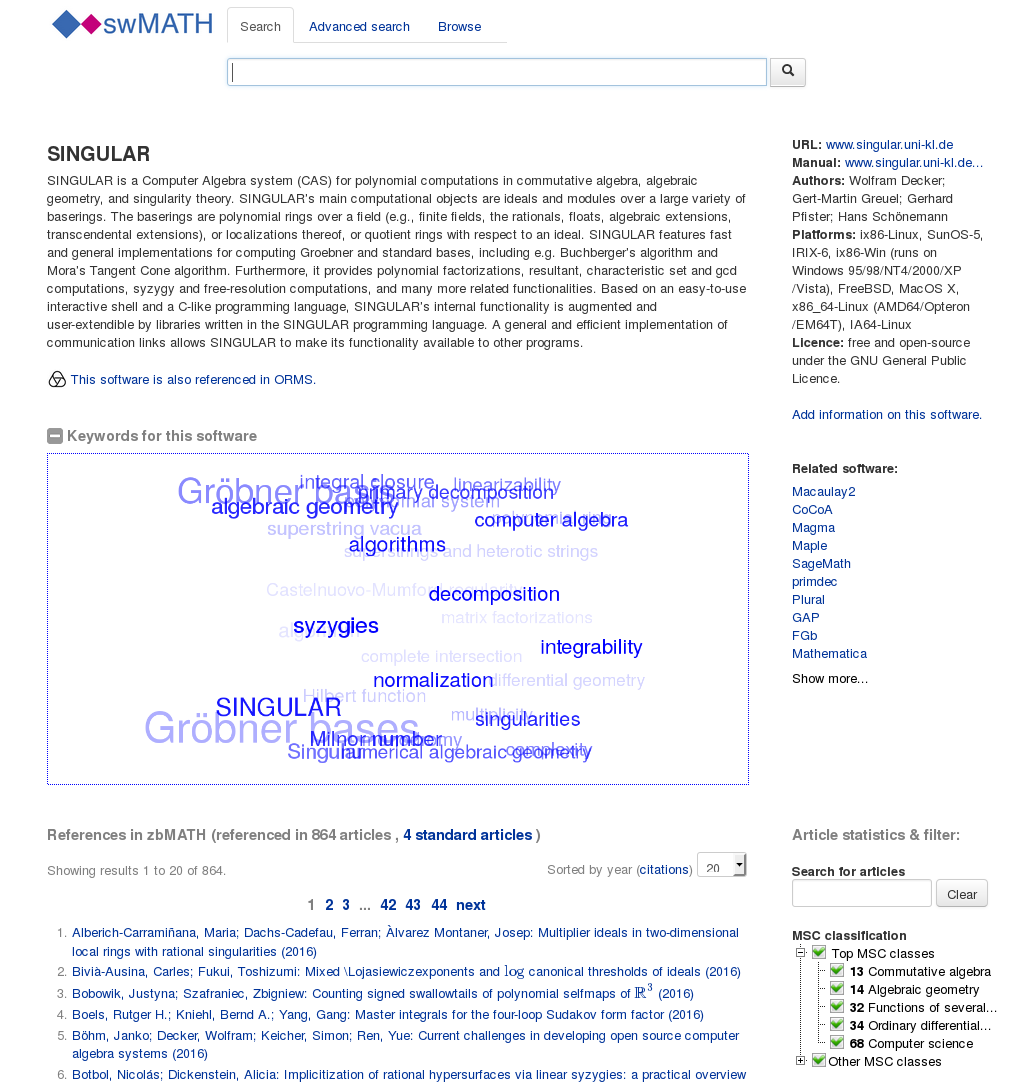 swMATH
Search
Advanced search
Browse
SINGULAR
SINGULAR is a Computer Algebra system (CAS) for polynomial computations in commutative algebra, algebraic
geometry, and singularity theory. SINGULAR's main computational objects are ideals and modules over a large variety of
baserings. The baserings are polynomial rings over a field (e.g., finite fields, the rationals, floats, algebraic extensions,
transcendental extensions), or localizations thereof, or quotient rings with respect to an ideal. SINGULAR features fast
and general implementations for computing Groebner and standard bases, including e.g. Buchberger's algorithm and
Mora's Tangent Cone algorithm. Furthermore, it provides polynomial factorizations, resultant, characteristic set and gcd
computations, syzygy and free-resolution computations, and many more related functionalities. Based on an easy-to-use
interactive shell and a C-like programming language, SINGULAR's internal functionality is augmented and
user-extendible by libraries written in the SINGULAR programming language. A general and efficient implementation of
communication links allows SINGULAR to make its functionality available to other programs.
This software is also referenced in ORMS.
Keywords for this software
integral closure
linearizability
Gröbner basis
primary decomposition
polynomial system
algebraic geometry
polynomial ring
computer algebra
superstring vacua
algorithms
superstrings and heterotic strings
Castelnuovo-Mumford regularity
decomposition
matrix factorizations
syzygies
integrability
complete intersection
normalization
differential geometry
Hilbert function
SINGULAR
multiplicity
singularities
Gröbner bases
Milnor number
Singular
numerical algebraic geometry
complexity
References in zbMATH (referenced in 864 articles , 4 standard articles )
Showing results 1 to 20 of 864.
Sorted by year (citations)
20
1 2 3 ... 42 43 44 next
1. Alberich-Carramiñana, Maria; Dachs-Cadefau, Ferran; Àlvarez Montaner, Josep: Multiplier ideals in two-dimensional
local rings with rational singularities (2016)
2. Bivià-Ausina, Carles; Fukui, Toshizumi: Mixed \Lojasiewiczexponents and log canonical thresholds of ideals (2016)
3. Bobowik, Justyna; Szafraniec, Zbigniew: Counting signed swallowtails of polynomial selfmaps of ℝ³ (2016)
4. Boels, Rutger H.; Kniehl, Bernd A.; Yang, Gang: Master integrals for the four-loop Sudakov form factor (2016)
5. Böhm, Janko; Decker, Wolfram; Keicher, Simon; Ren, Yue: Current challenges in developing open source computer
algebra systems (2016)
6. Botbol, Nicolás; Dickenstein, Alicia: Implicitization of rational hypersurfaces via linear syzygies: a practical overview
URL: www.singular.uni-kl.de
Manual: www.singular.uni-kl.de...
Authors: Wolfram Decker;
Gert-Martin Greuel; Gerhard
Pfister; Hans Schönemann
Platforms: ix86-Linux, SunOS-5,
IRIX-6, ix86-Win (runs on
Windows 95/98/NT4/2000/XP
/Vista), FreeBSD, MacOS X,
x86_64-Linux (AMD64/Opteron
/EM64T), IA64-Linux
Licence: free and open-source
under the GNU General Public
Licence.
Add information on this software.
Related software:
Macaulay2
CoCoA
Magma
Maple
SageMath
primdec
Plural
GAP
FGb
Mathematica
Show more...
Article statistics & filter:
Search for articles
Clear
MSC classification
Top MSC classes
13 Commutative algebra
14 Algebraic geometry
32 Functions of several...
34 Ordinary differential...
68 Computer science
Other MSC classes